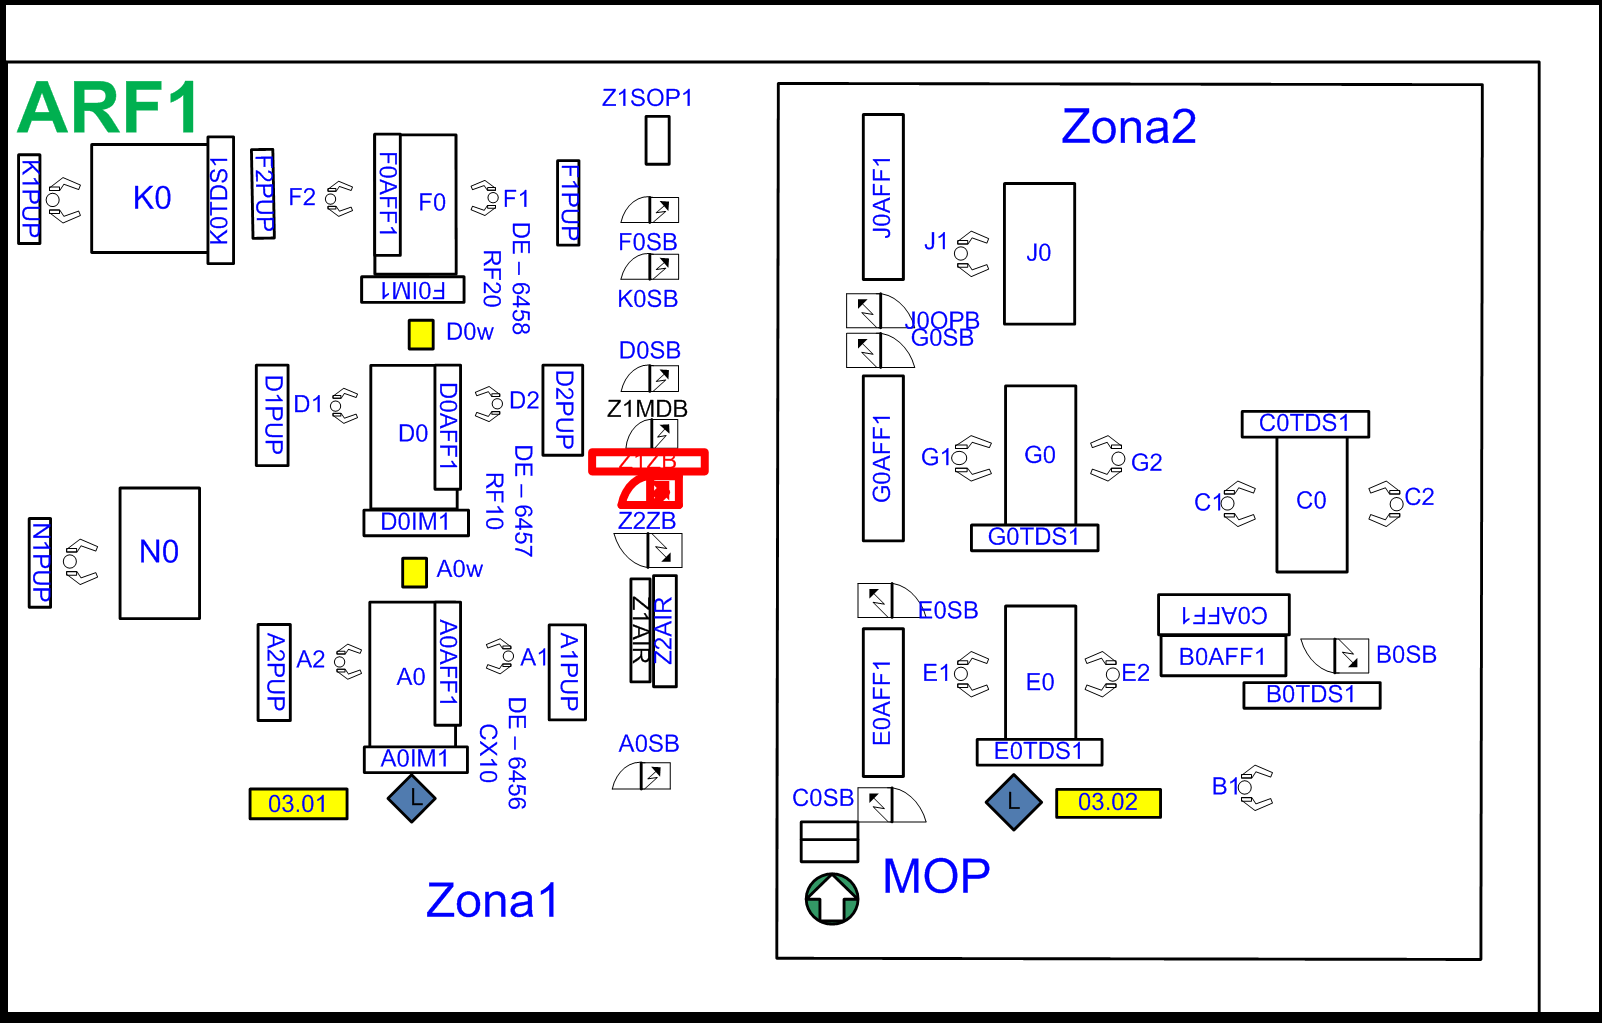 ARF1
Z1SOP1
Zona2
K1PUP
K0
K0TDS1
F2PUP
F2
F0AFF1
F0
F1
F1PUP
F0IM1
DE – 6458
RF20
F0SB
K0SB
D0w
D0SB
Z1MDB
D1PUP
D1
D0
D0AFF1
D2
D2PUP
D0IM1
DE – 6457
RF10
Z1ZB
Z2ZB
N1PUP
N0
A0w
Z1AIR
Z2AIR
A2PUP
A2
A0
A0AFF1
A1
A1PUP
A0IM1
DE – 6456
CX10
A0SB
03.01
L
Zona1
J0AFF1
J1
J0
J0OPB
G0SB
G0AFF1
G1
G0
G2
G0TDS1
C0TDS1
C1
C0
C2
E0SB
C0AFF1
B0AFF1
B0SB
B0TDS1
E0AFF1
E1
E0
E2
E0TDS1
C0SB
L
03.02
B1
MOP